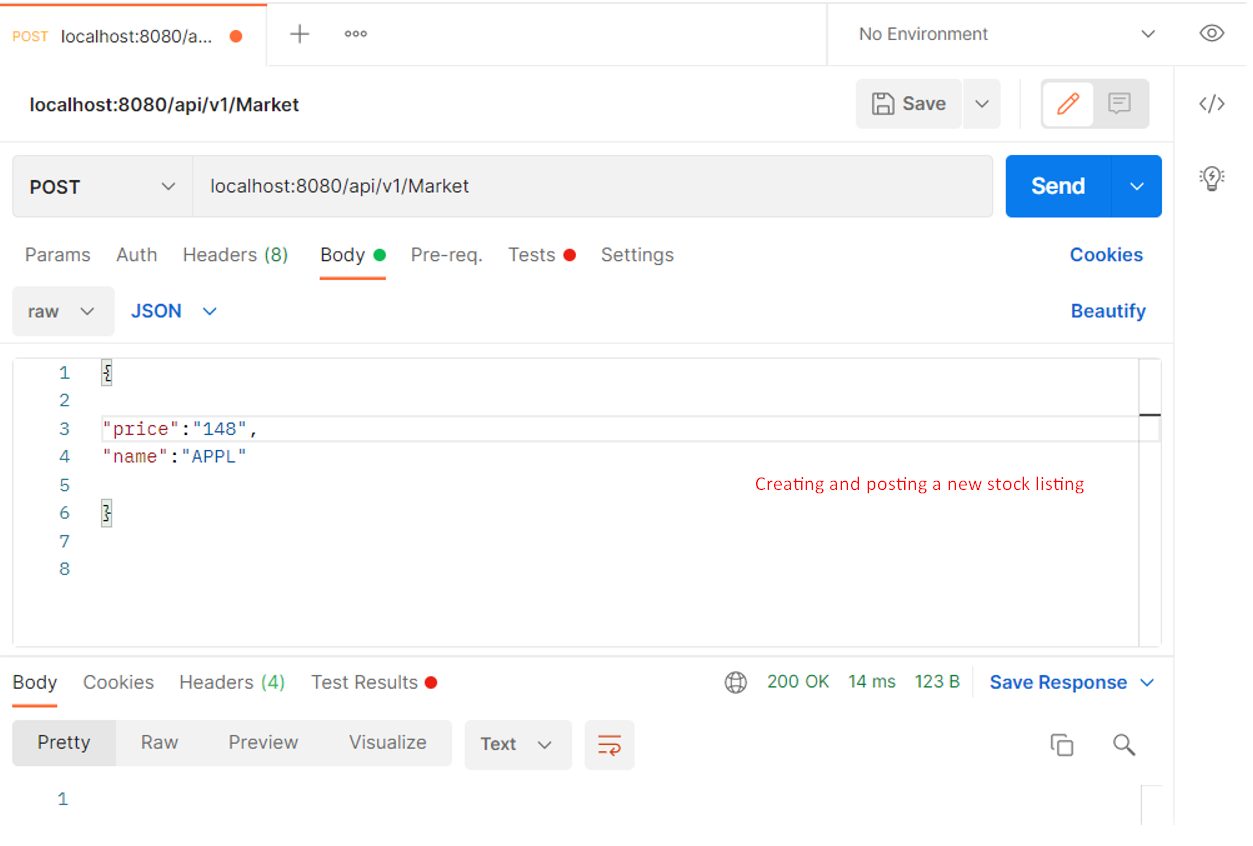 POST localhost:8080/a...
No Environment
localhost:8080/api/v1/Market
Save
POST
localhost:8080/api/v1/Market
Send
Params Auth Headers (8) Body Pre-req. Tests Settings Cookies
raw JSON Beautify
1 {
2
3 "price":"148",
4 "name":"APPL"
5
Creating and posting a new stock listing
6 }
7
8
Body Cookies Headers (4) Test Results 200 OK 14 ms 123 B Save Response
Pretty Raw Preview Visualize Text
1